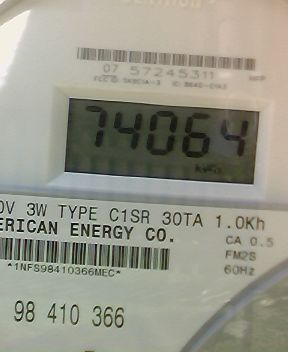 07 57245311
74064
kWh
0V 3W TYPE C1SR 30TA 1.0Kh
ERICAN ENERGY CO.
CA 0.5
FM2S
*1NFS98410366MEC*
60Hz
98 410 366